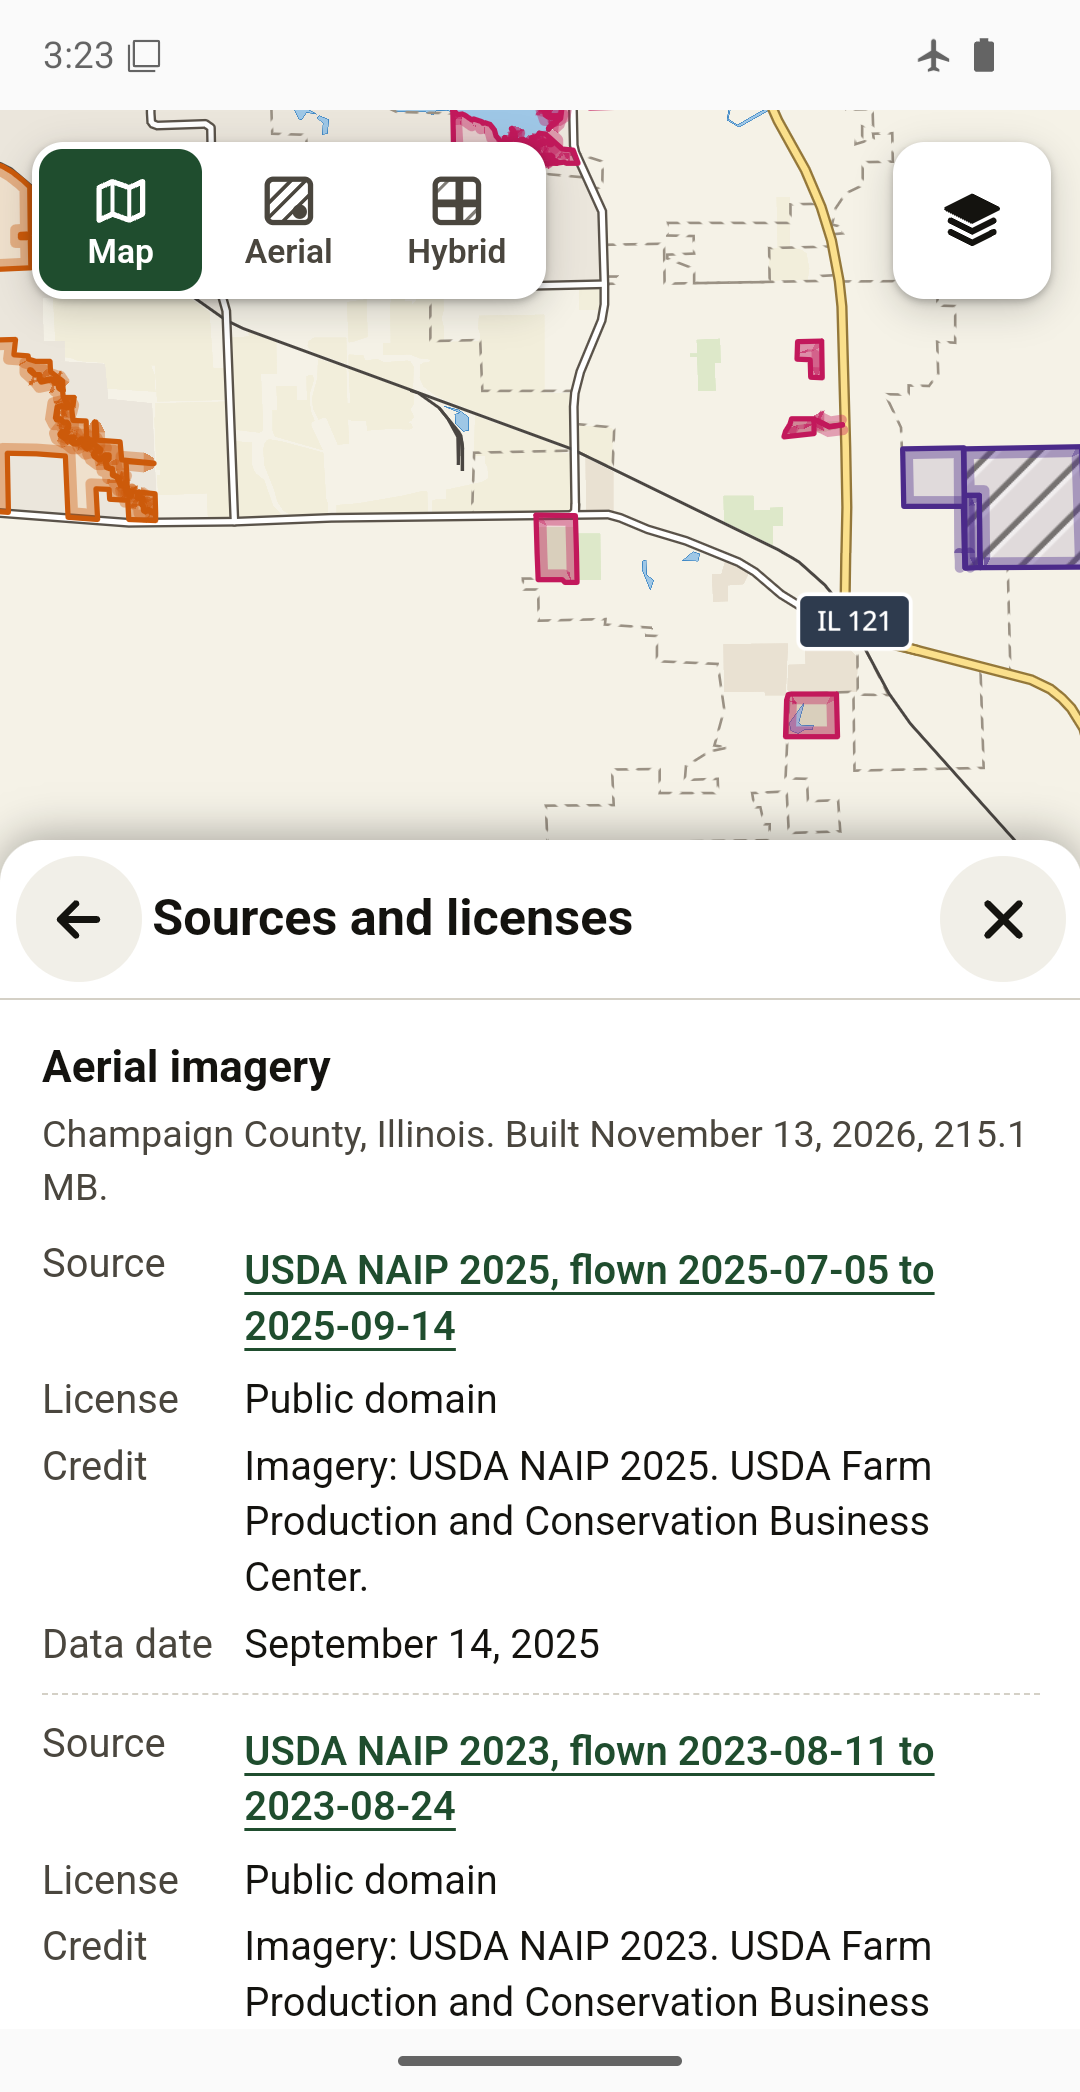 3:23
Map
Aerial
Hybrid
IL 121
Sources and licenses
Aerial imagery
Champaign County, Illinois. Built November 13, 2026, 215.1
MB.
Source
USDA NAIP 2025, flown 2025-07-05 to
2025-09-14
License
Public domain
Credit
Imagery: USDA NAIP 2025. USDA Farm
Production and Conservation Business
Center.
Data date
September 14, 2025
Source
USDA NAIP 2023, flown 2023-08-11 to
2023-08-24
License
Public domain
Credit
Imagery: USDA NAIP 2023. USDA Farm
Production and Conservation Business